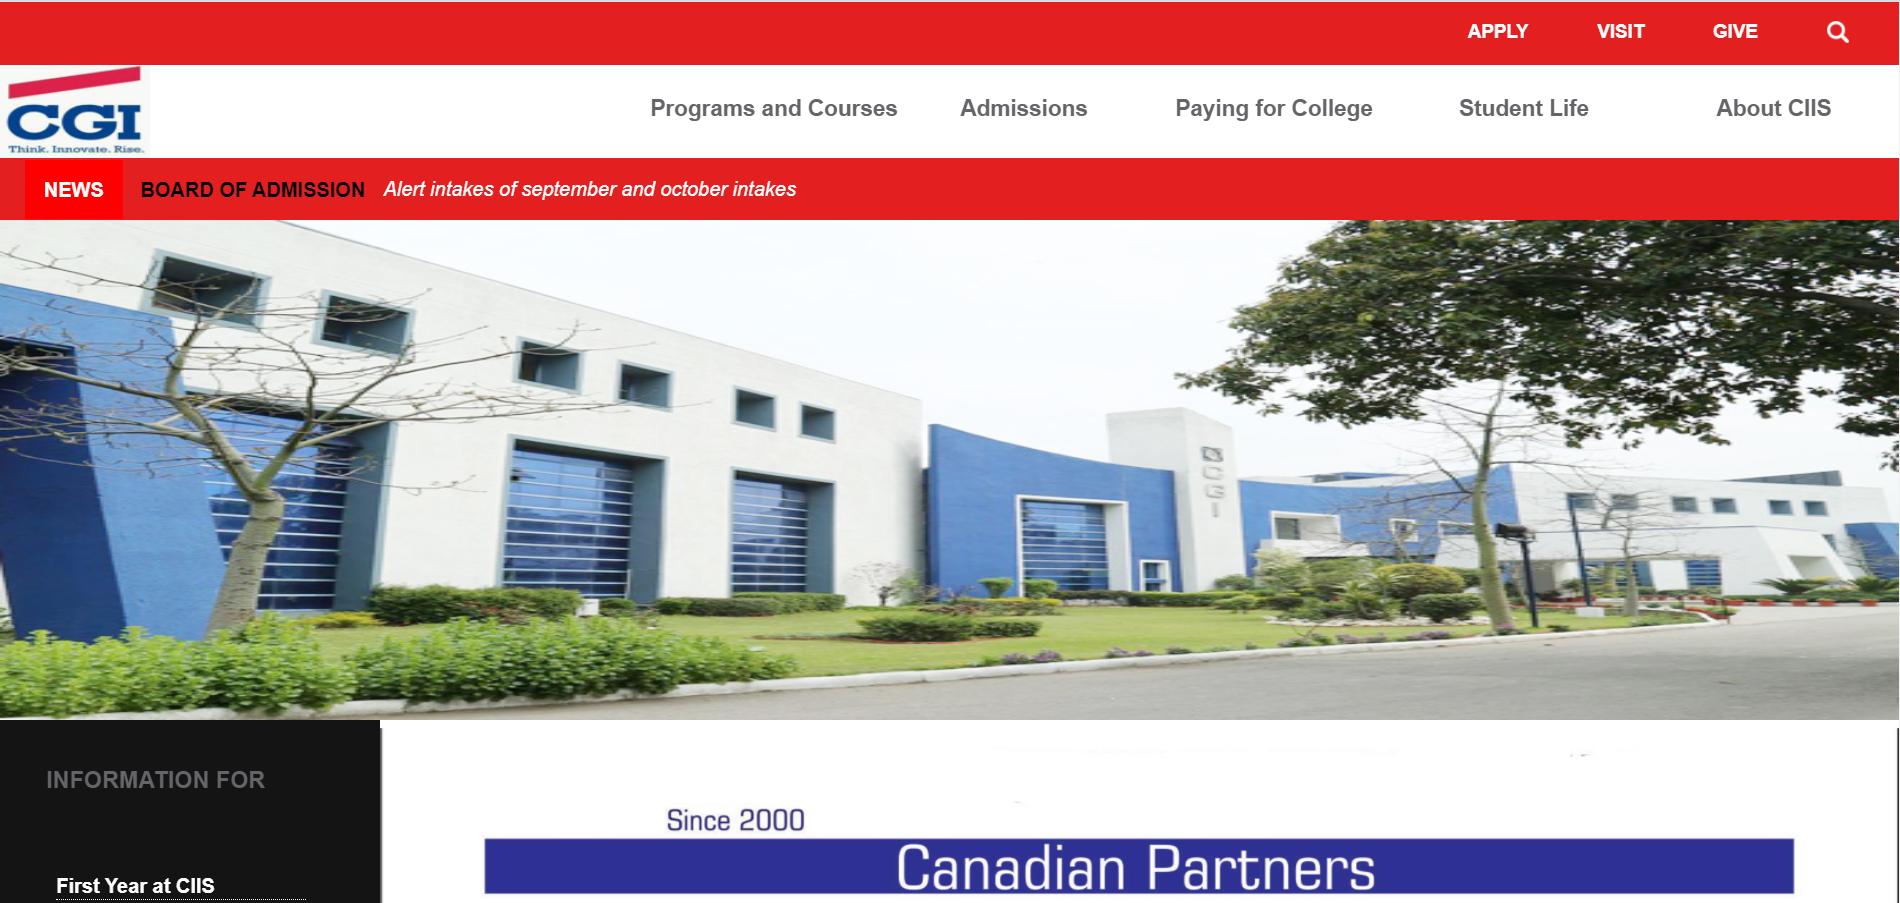 APPLY VISIT GIVE
CGI
Think. Innovate. Rise.
Programs and Courses Admissions Paying for College Student Life About CIIS
NEWS BOARD OF ADMISSION Alert intakes of september and october intakes
CGI
INFORMATION FOR
Since 2000
Canadian Partners
First Year at CIIS